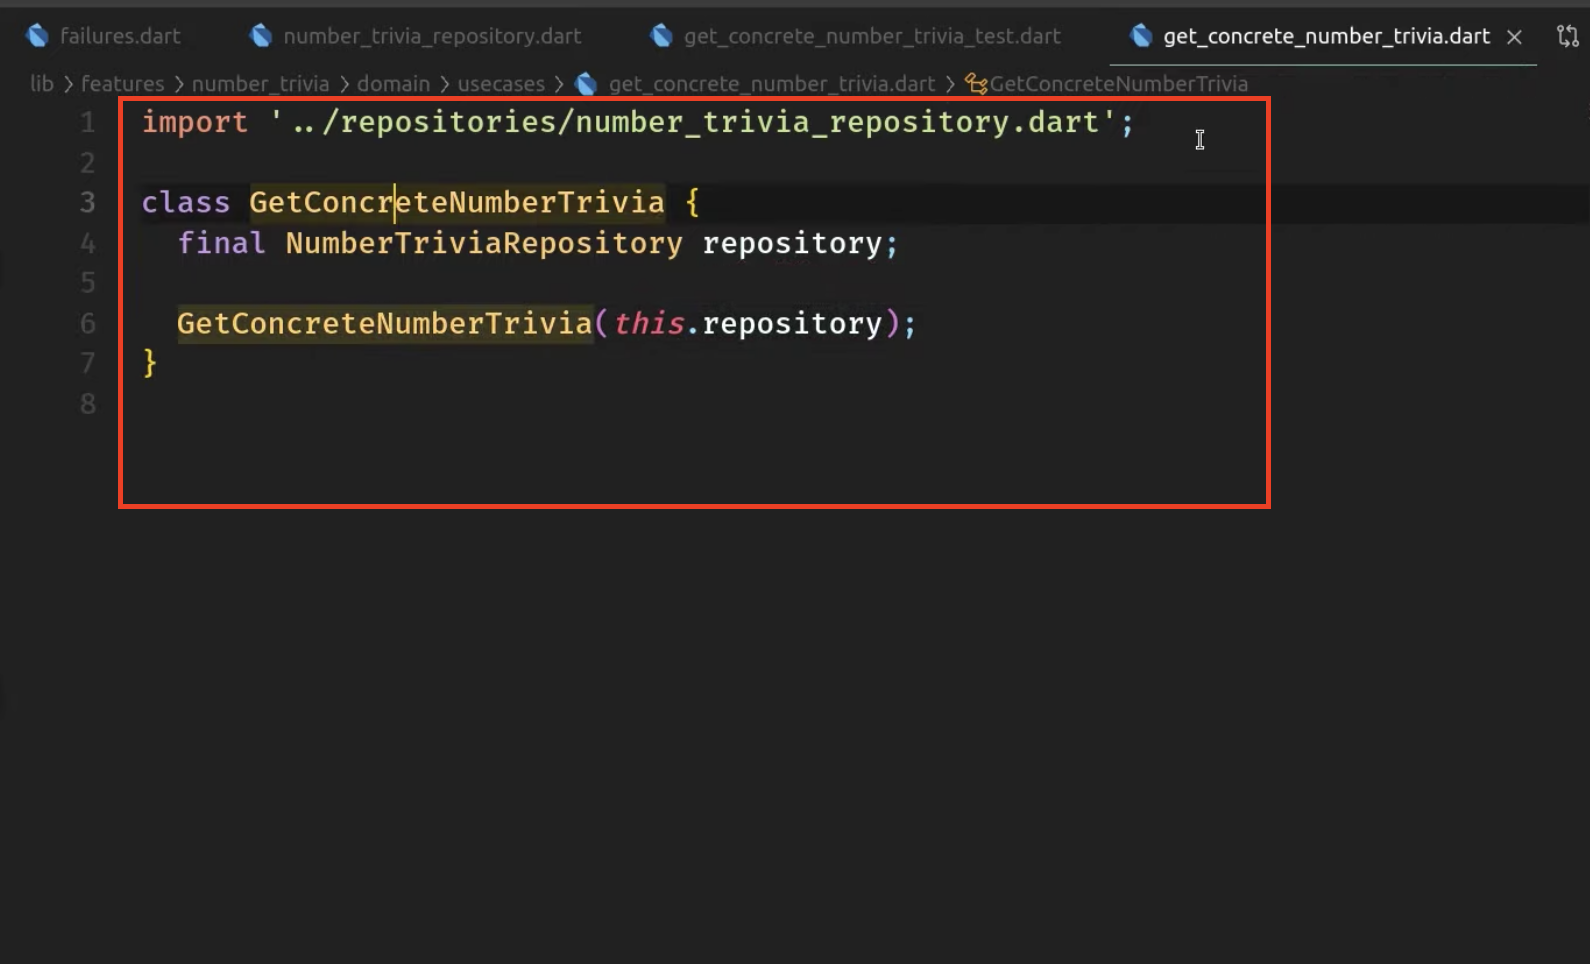 failures.dart number_trivia_repository.dart get_concrete_number_trivia_test.dart get_concrete_number_trivia.dart
lib > features > number_trivia > domain > usecases > get_concrete_number_trivia.dart > GetConcreteNumberTrivia
1 import '../repositories/number_trivia_repository.dart';
2
3 class GetConcreteNumberTrivia {
4 final NumberTriviaRepository repository;
5
6 GetConcreteNumberTrivia(this.repository);
7 }
8